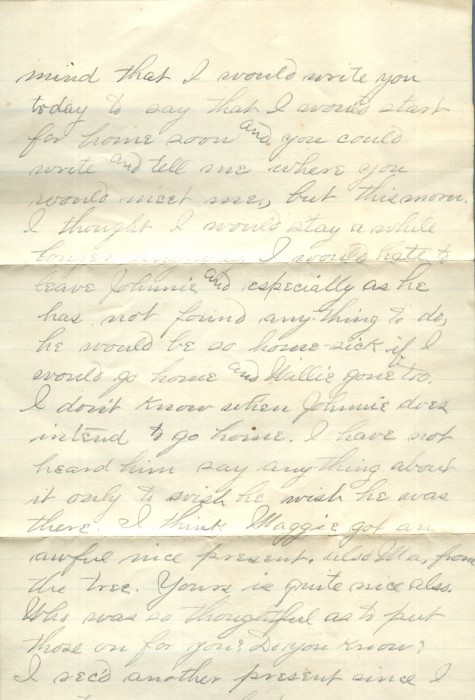 mind that I would write you
today to say that I would start
for home soon and you could
write and tell me where you
would meet me, but this morn.
I thought I would stay a while
longer I would hate to
leave Johnnie and especially as he
has not found any-thing to do,
he would be so home-sick if I
would go home and Willie gone too.
I don't know when Johnnie does
intend to go home. I have not
heard him say anything about
it only to wish he wish he was
there. I think Maggie got an
awful nice present. also Ma, from
the tree. Yours is quite nice also.
Who was so thoughtful as to put
those on for you? Do you know?
I rec'd another present since I